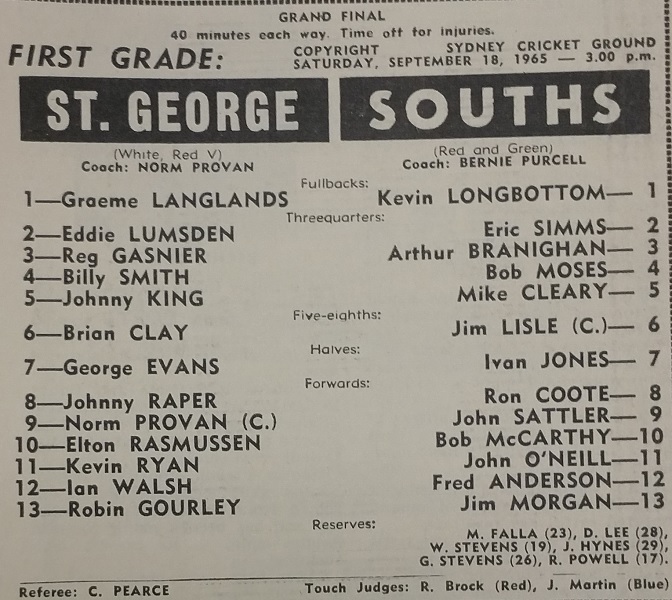 GRAND FINAL
40 minutes each way. Time off for injuries.
FIRST GRADE:
COPYRIGHT SYDNEY CRICKET GROUND
SATURDAY, SEPTEMBER 18, 1965 — 3.00 p.m.
ST. GEORGE SOUTHS
(White, Red V) (Red and Green)
Coach: NORM PROVAN Coach: BERNIE PURCELL
Fullbacks:
1—Graeme LANGLANDS Kevin LONGBOTTOM— 1
Threequarters:
2—Eddie LUMSDEN Eric SIMMS— 2
3—Reg GASNIER Arthur BRANIGHAN— 3
4—Billy SMITH Bob MOSES— 4
5—Johnny KING Mike CLEARY— 5
Five-eighths:
6—Brian CLAY Jim LISLE (C.)— 6
Halves:
7—George EVANS Ivan JONES— 7
Forwards:
8—Johnny RAPER Ron COOTE— 8
9—Norm PROVAN (C.) John SATTLER— 9
10—Elton RASMUSSEN Bob McCARTHY—10
11—Kevin RYAN John O'NEILL—11
12—Ian WALSH Fred ANDERSON—12
13—Robin GOURLEY Jim MORGAN—13
Reserves:
M. FALLA (23), D. LEE (28),
W. STEVENS (19), J. HYNES (29),
G. STEVENS (26), R. POWELL (17).
Referee: C. PEARCE Touch Judges: R. Brock (Red), J. Martin (Blue)